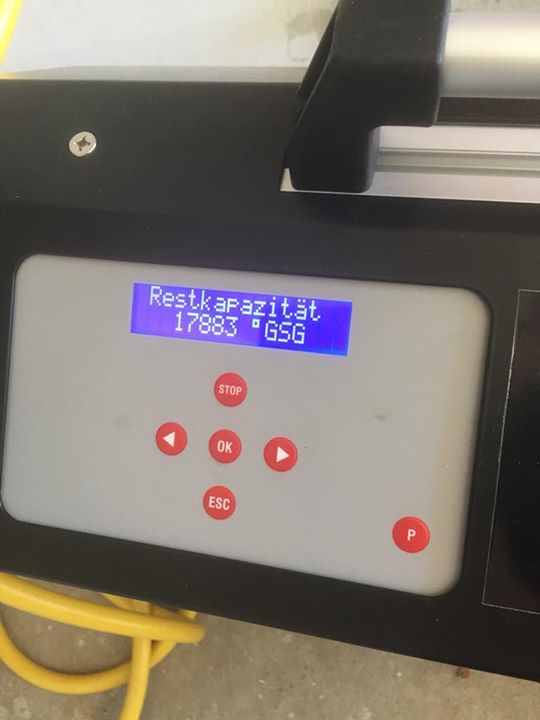 Restkapazität
17883 °GSG
STOP
OK
ESC
P